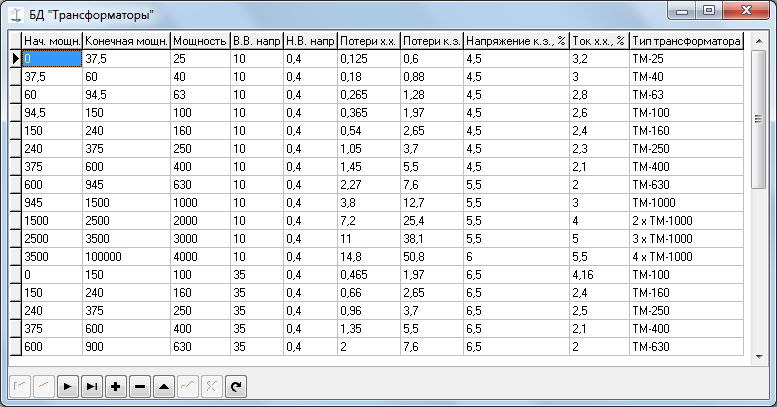 БД "Трансформаторы"
Нач. мощн. Конечная мощн. Мощность В.В. напр Н.В. напр Потери х.х. Потери к.з. Напряжение к.з., % Ток х.х., % Тип трансформатора
0 37,5 25 10 0,4 0,125 0,6 4,5 3,2 ТМ-25
37,5 60 40 10 0,4 0,18 0,88 4,5 3 ТМ-40
60 94,5 63 10 0,4 0,265 1,28 4,5 2,8 ТМ-63
94,5 150 100 10 0,4 0,365 1,97 4,5 2,6 ТМ-100
150 240 160 10 0,4 0,54 2,65 4,5 2,4 ТМ-160
240 375 250 10 0,4 1,05 3,7 4,5 2,3 ТМ-250
375 600 400 10 0,4 1,45 5,5 4,5 2,1 ТМ-400
600 945 630 10 0,4 2,27 7,6 5,5 2 ТМ-630
945 1500 1000 10 0,4 3,8 12,7 5,5 3 ТМ-1000
1500 2500 2000 10 0,4 7,2 25,4 5,5 4 2 х ТМ-1000
2500 3500 3000 10 0,4 11 38,1 5,5 5 3 х ТМ-1000
3500 100000 4000 10 0,4 14,8 50,8 6 5,5 4 х ТМ-1000
0 150 100 35 0,4 0,465 1,97 6,5 4,16 ТМ-100
150 240 160 35 0,4 0,66 2,65 6,5 2,4 ТМ-160
240 375 250 35 0,4 0,96 3,7 6,5 2,5 ТМ-250
375 600 400 35 0,4 1,35 5,5 6,5 2,1 ТМ-400
600 900 630 35 0,4 2 7,6 6,5 2 ТМ-630